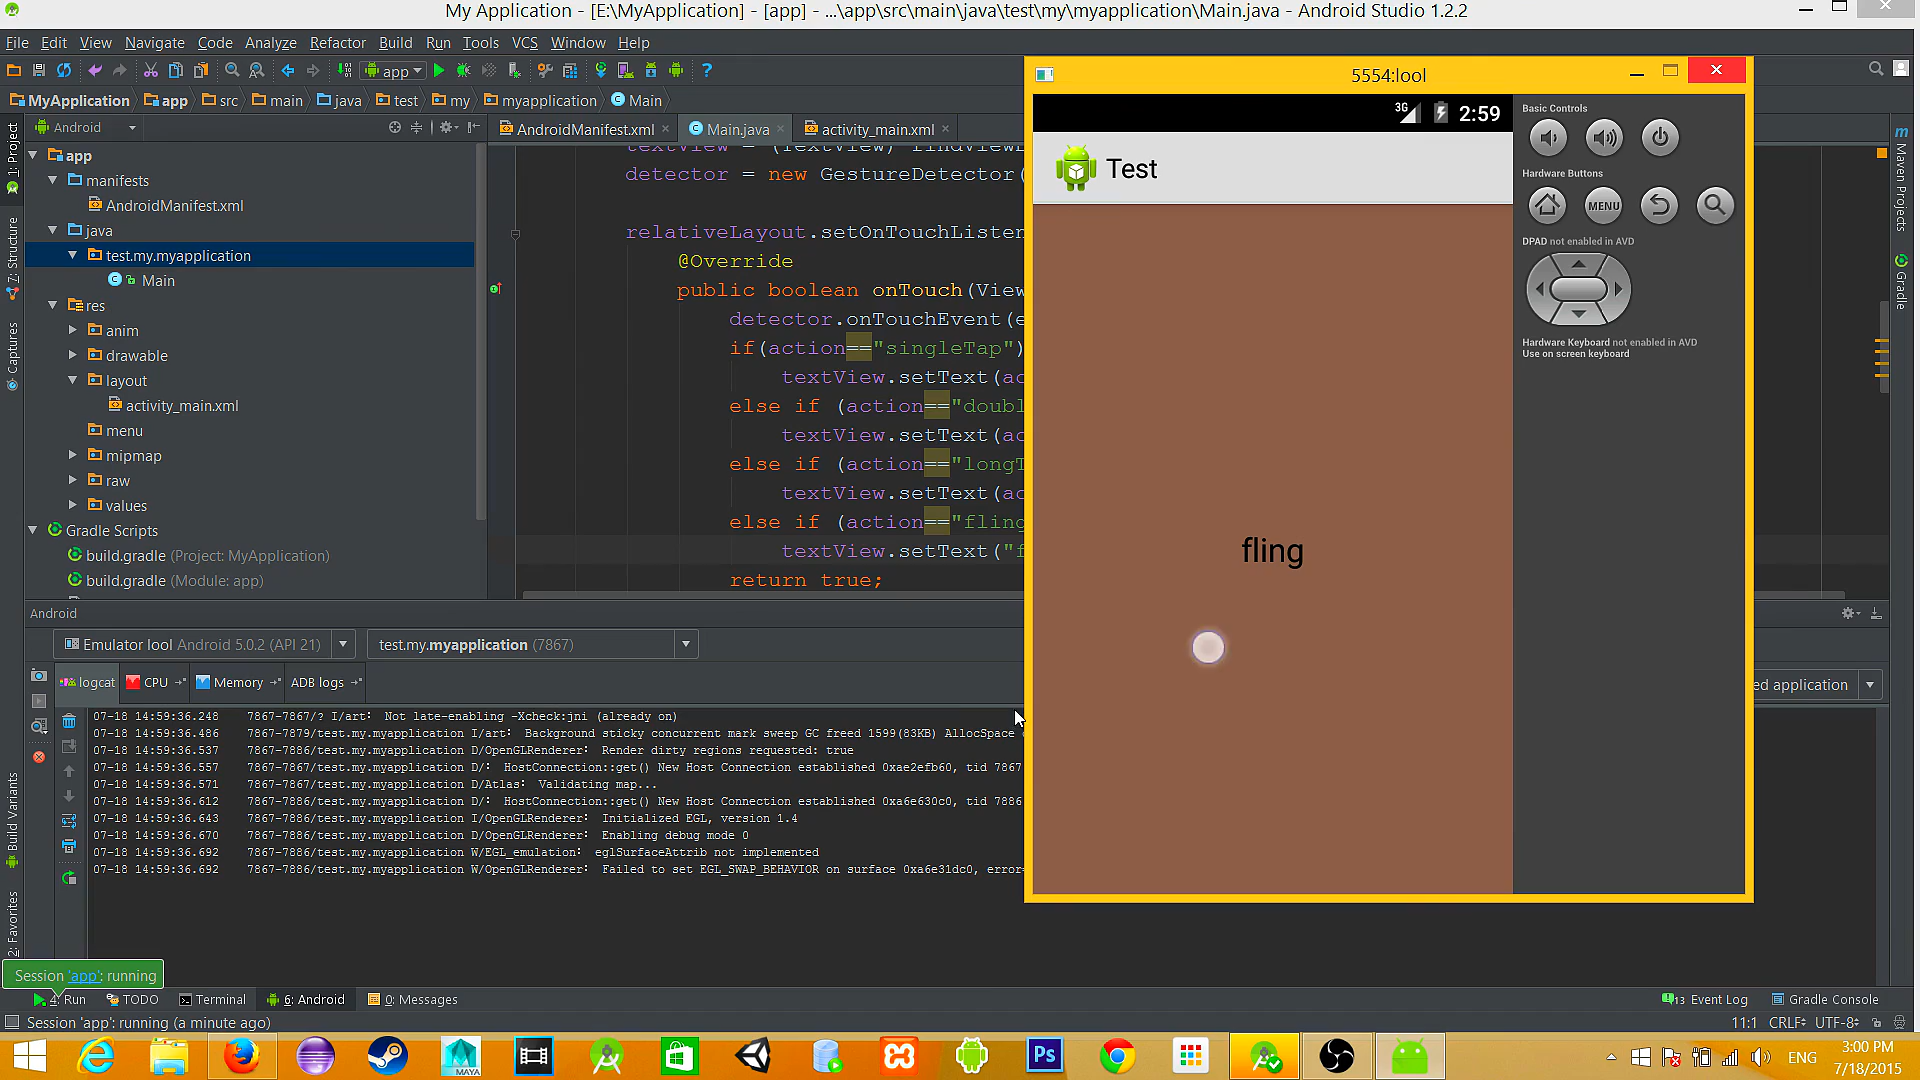 My Application - [E:\MyApplication] - [app] - ...\app\src\main\java\test\my\myapplication\Main.java - Android Studio 1.2.2
File Edit View Navigate Code Analyze Refactor Build Run Tools VCS Window Help
app
MyApplication app src main java test my myapplication Main
Android
AndroidManifest.xml Main.java activity_main.xml
app
manifests
AndroidManifest.xml
java
test.my.myapplication
Main
res
anim
drawable
layout
activity_main.xml
menu
mipmap
raw
values
Gradle Scripts
build.gradle (Project: MyApplication)
build.gradle (Module: app)
1: Project
7: Structure
Captures
Build Variants
2: Favorites
textView = (TextView)
detector = new GestureDetector(
relativeLayout.setOnTouchListen
@Override
public boolean onTouch(View
detector.onTouchEvent(e
if(action=="singleTap")
textView.setText(ac
else if (action=="doubl
textView.setText(ac
else if (action=="longT
textView.setText(ac
else if (action=="fling
textView.setText("f
return true;
5554:lool
3G 2:59
Test
fling
Basic Controls
Hardware Buttons
MENU
DPAD not enabled in AVD
Hardware Keyboard not enabled in AVD
Use on screen keyboard
Maven Projects
Gradle
Android
Emulator lool Android 5.0.2 (API 21) test.my.myapplication (7867)
logcat CPU Memory ADB logs
ed application
07-18 14:59:36.248 7867-7867/? I/art: Not late-enabling -Xcheck:jni (already on)
07-18 14:59:36.486 7867-7879/test.my.myapplication I/art: Background sticky concurrent mark sweep GC freed 1599(83KB) AllocSpace
07-18 14:59:36.537 7867-7886/test.my.myapplication D/OpenGLRenderer: Render dirty regions requested: true
07-18 14:59:36.557 7867-7867/test.my.myapplication D/: HostConnection::get() New Host Connection established 0xae2efb60, tid 7867
07-18 14:59:36.571 7867-7867/test.my.myapplication D/Atlas: Validating map...
07-18 14:59:36.612 7867-7886/test.my.myapplication D/: HostConnection::get() New Host Connection established 0xa6e630c0, tid 7886
07-18 14:59:36.643 7867-7886/test.my.myapplication I/OpenGLRenderer: Initialized EGL, version 1.4
07-18 14:59:36.670 7867-7886/test.my.myapplication D/OpenGLRenderer: Enabling debug mode 0
07-18 14:59:36.692 7867-7886/test.my.myapplication W/EGL_emulation: eglSurfaceAttrib not implemented
07-18 14:59:36.692 7867-7886/test.my.myapplication W/OpenGLRenderer: Failed to set EGL_SWAP_BEHAVIOR on surface 0xa6e31dc0, error=
Session 'app': running
4: Run TODO Terminal 6: Android 0: Messages 13 Event Log Gradle Console
Session 'app': running (a minute ago) 11:1 CRLF UTF-8
MAYA
Ps
ENG
3:00 PM
7/18/2015